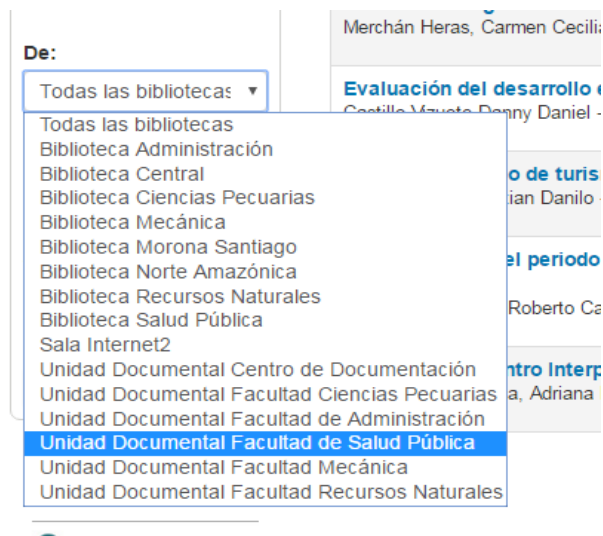 Merchán Heras, Carmen
De:
Todas las bibliotecas
Evaluación del desarrollo
Danny Daniel -
Todas las bibliotecas
Biblioteca Administración
Biblioteca Central
Biblioteca Ciencias Pecuarias
Biblioteca Mecánica
Biblioteca Morona Santiago
Biblioteca Norte Amazónica
Biblioteca Recursos Naturales
Biblioteca Salud Pública
Sala Internet2
Unidad Documental Centro de Documentación
Unidad Documental Facultad Ciencias Pecuarias
Unidad Documental Facultad de Administración
Unidad Documental Facultad de Salud Pública
Unidad Documental Facultad Mecánica
Unidad Documental Facultad Recursos Naturales
o de turis
ian Danilo -
el periodo
Roberto Ca
ntro Interp
a, Adriana